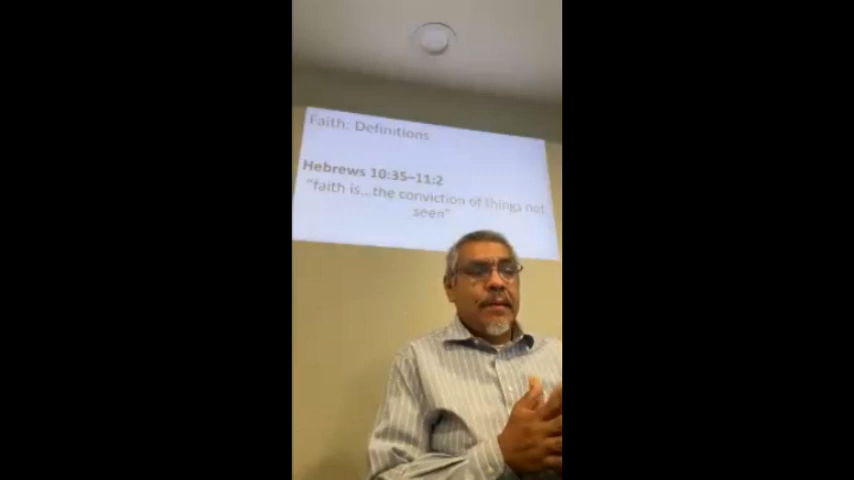 Faith: Definitions
Hebrews 10:35–11:2
"faith is...the conviction of things not
seen"